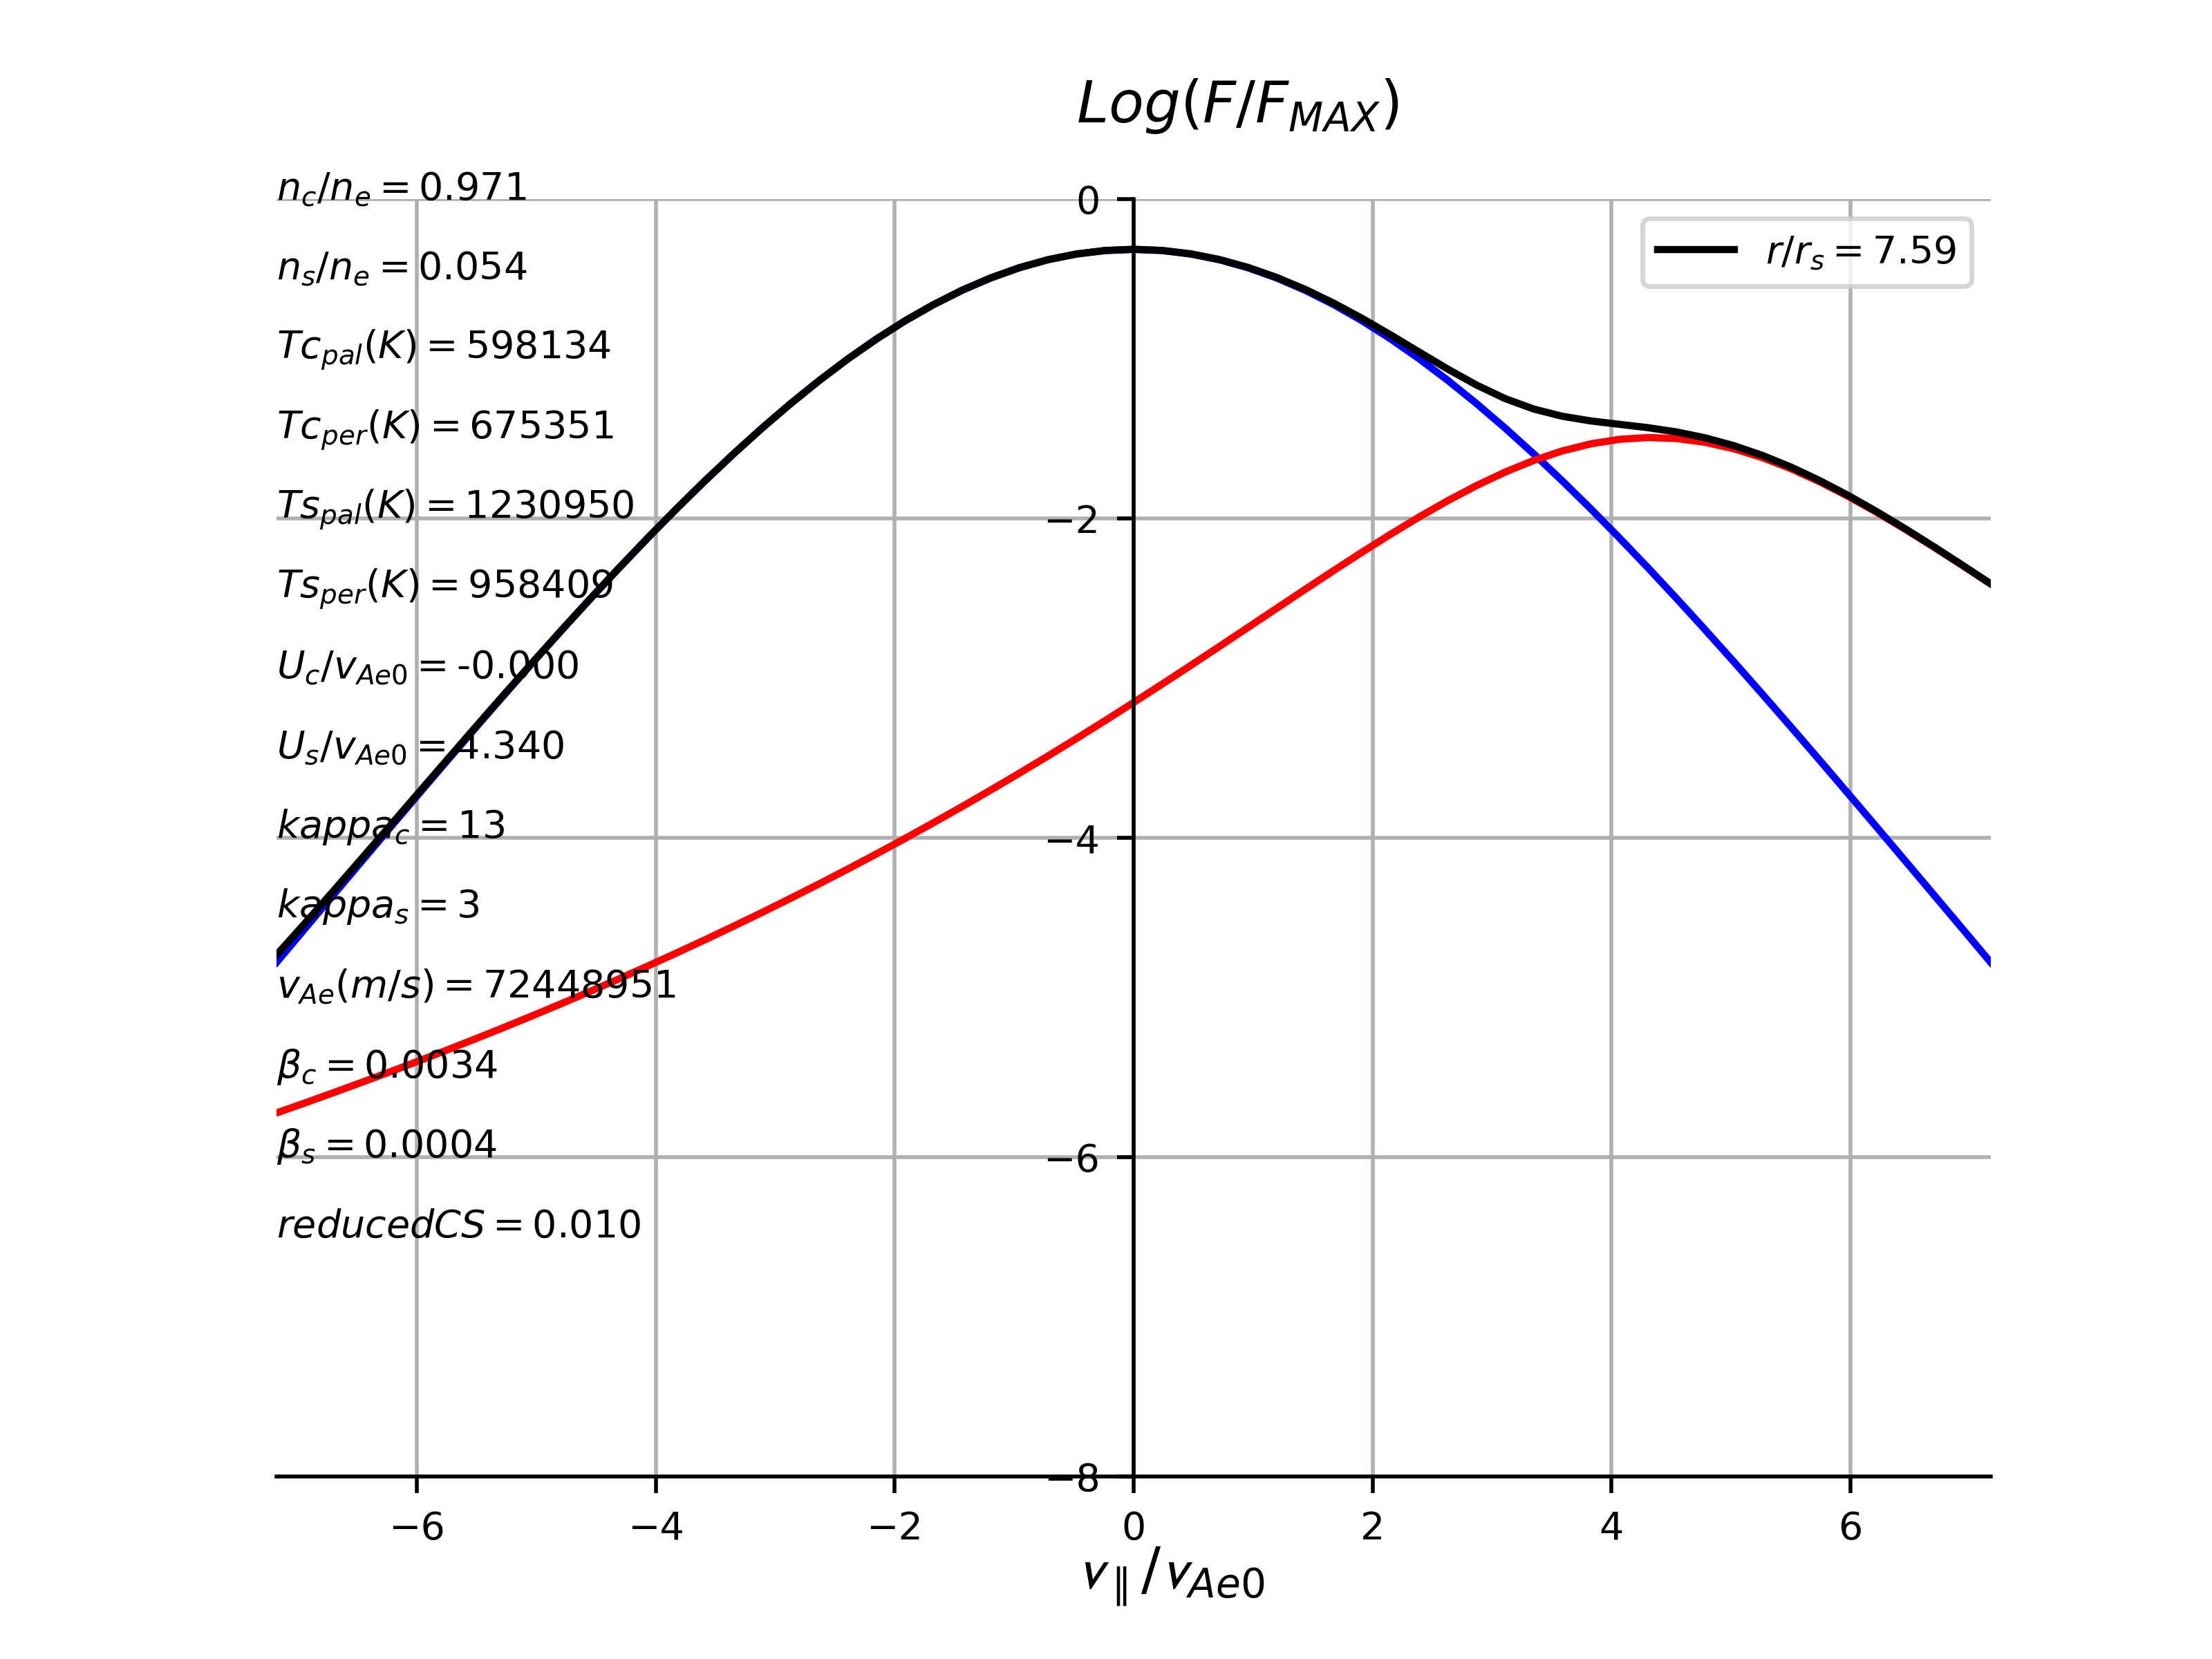 Log(F/F_MAX)
n_c/n_e = 0.971
0
r/r_s = 7.59
n_s/n_e = 0.054
Tc_pal(K) = 598134
Tc_per(K) = 675351
Ts_pal(K) = 1230950
−2
Ts_per(K) = 958409
U_c/v_Ae0 = -0.000
U_s/v_Ae0 = 4.340
kappa_c = 13
−4
kappa_s = 3
v_Ae(m/s) = 72448951
β_c = 0.0034
β_s = 0.0004
−6
reducedCS = 0.010
−8
−6 −4 −2 0 2 4 6
v_∥/v_Ae0